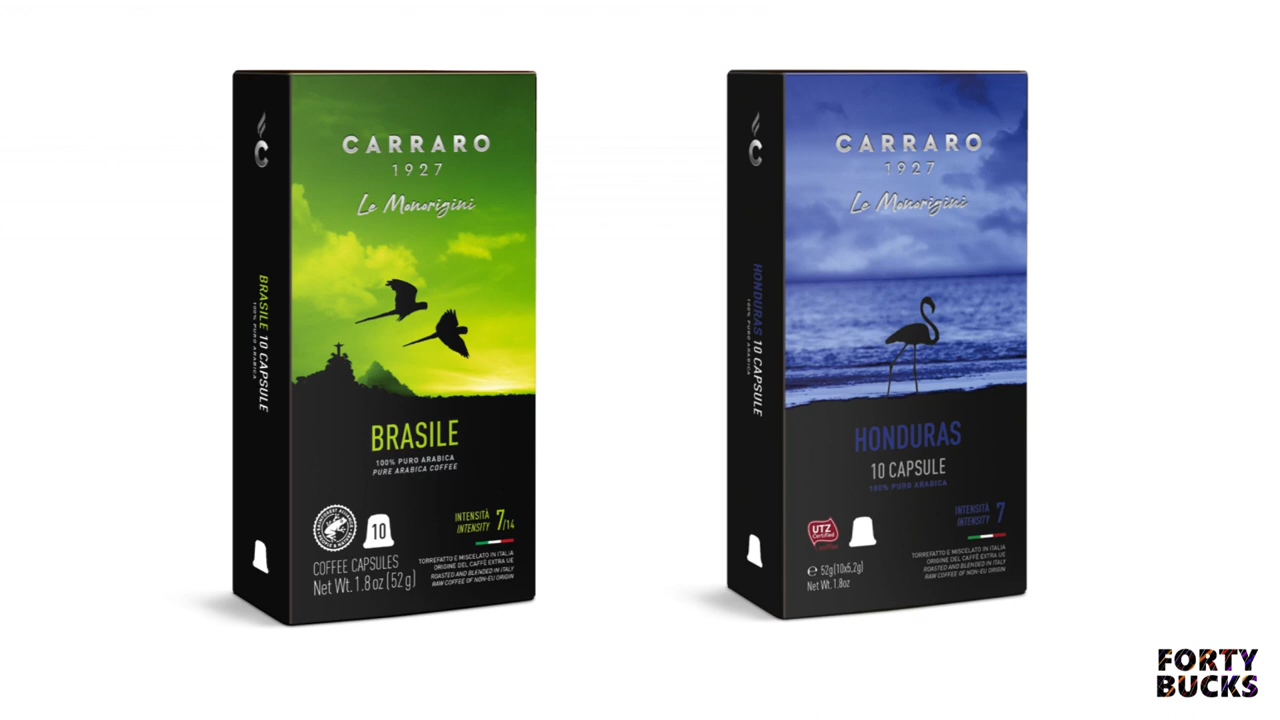 CARRARO
1927
Le Monorigini
BRASILE 10 CAPSULE
100% PURO ARABICA
BRASILE
100% PURO ARABICA
PURE ARABICA COFFEE
RAINFOREST ALLIANCE
PEOPLE & NATURE
10
INTENSITÀ
INTENSITY 7/14
COFFEE CAPSULES
Net Wt. 1.8 oz (52 g)
TORREFATTO E MISCELATO IN ITALIA
ORIGINE DEL CAFFÈ EXTRA UE
ROASTED AND BLENDED IN ITALY
RAW COFFEE OF NON-EU ORIGIN
CARRARO
1927
Le Monorigini
HONDURAS 10 CAPSULE
100% PURO ARABICA
HONDURAS
10 CAPSULE
100% PURO ARABICA
UTZ
Certified
coffee
INTENSITÀ
INTENSITY 7
℮ 52g(10x5,2g)
Net Wt. 1.8oz
TORREFATTO E MISCELATO IN ITALIA
ORIGINE DEL CAFFÈ EXTRA UE
ROASTED AND BLENDED IN ITALY
RAW COFFEE OF NON-EU ORIGIN
FORTY
BUCKS